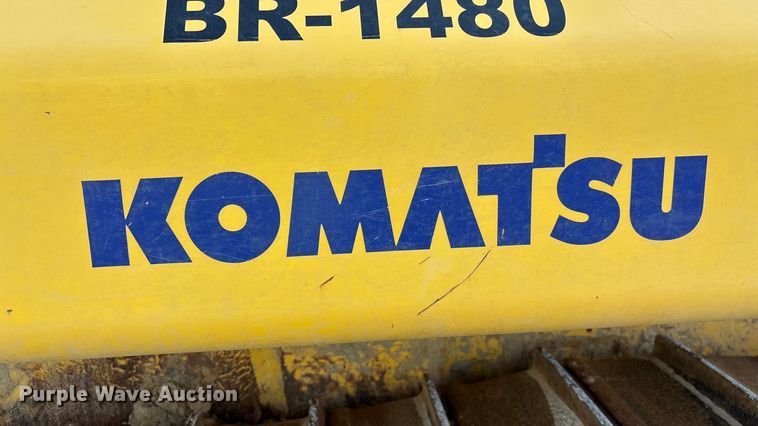 BR-1480
KOMATSU
Purple Wave Auction